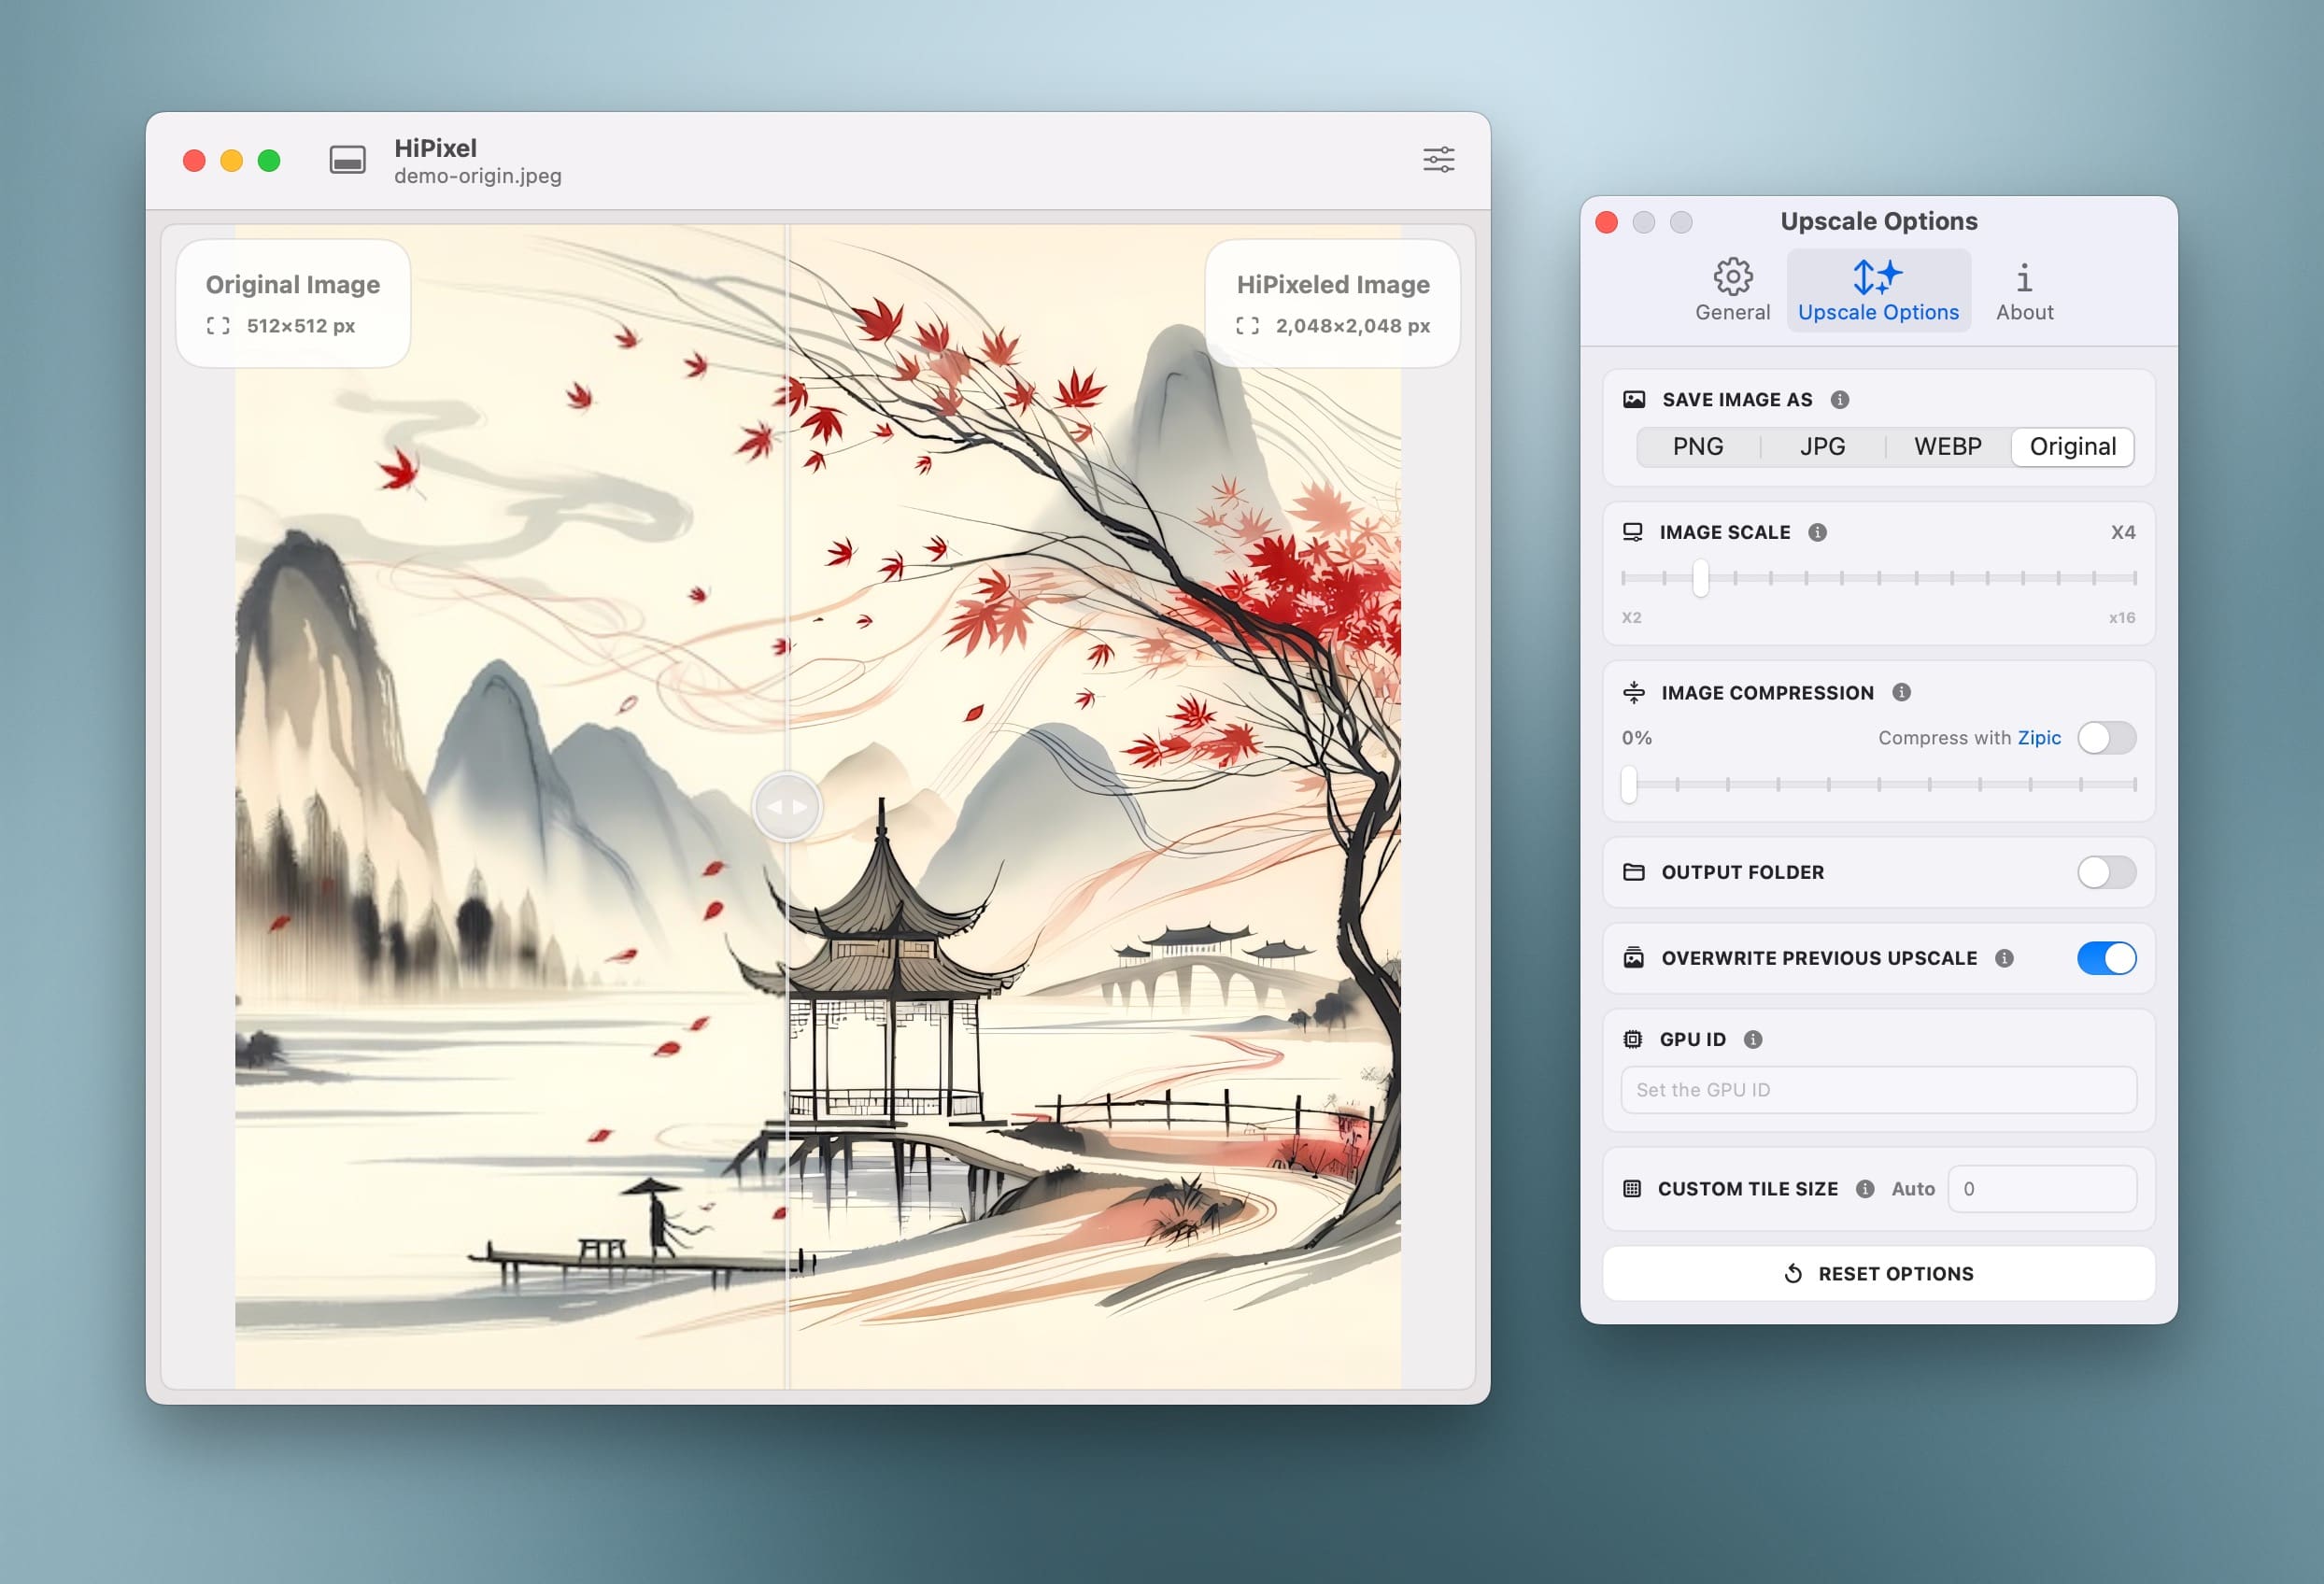 HiPixel
demo-origin.jpeg
Original Image
512×512 px
HiPixeled Image
2,048×2,048 px
Upscale Options
General
Upscale Options
About
SAVE IMAGE AS
PNG
JPG
WEBP
Original
IMAGE SCALE
X4
X2
x16
IMAGE COMPRESSION
0%
Compress with Zipic
OUTPUT FOLDER
OVERWRITE PREVIOUS UPSCALE
GPU ID
Set the GPU ID
CUSTOM TILE SIZE
Auto
0
RESET OPTIONS